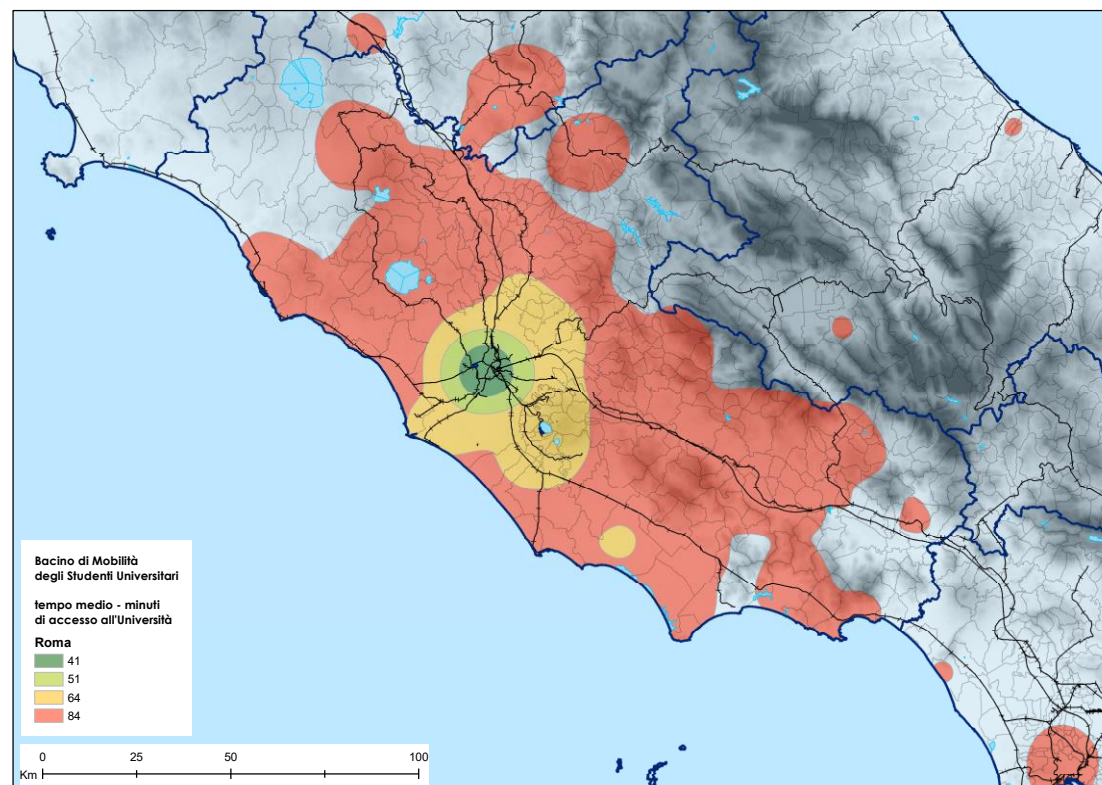 Bacino di Mobilità
degli Studenti Universitari
tempo medio - minuti
di accesso all'Università
Roma
41
51
64
84
0 25 50 100
Km